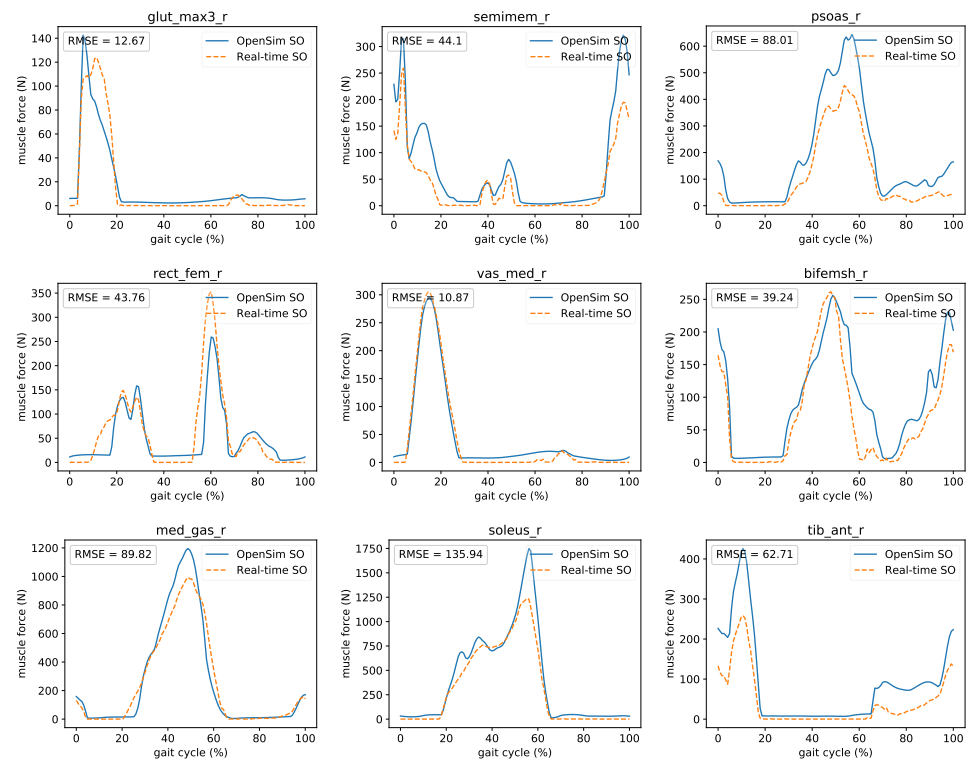 glut_max3_r
RMSE = 12.67
OpenSim SO
Real-time SO
muscle force (N)
140
120
100
80
60
40
20
0
0 20 40 60 80 100
gait cycle (%)
semimem_r
RMSE = 44.1
OpenSim SO
Real-time SO
muscle force (N)
300
250
200
150
100
50
0
0 20 40 60 80 100
gait cycle (%)
psoas_r
RMSE = 88.01
OpenSim SO
Real-time SO
muscle force (N)
600
500
400
300
200
100
0
0 20 40 60 80 100
gait cycle (%)
rect_fem_r
RMSE = 43.76
OpenSim SO
Real-time SO
muscle force (N)
350
300
250
200
150
100
50
0
0 20 40 60 80 100
gait cycle (%)
vas_med_r
RMSE = 10.87
OpenSim SO
Real-time SO
muscle force (N)
300
250
200
150
100
50
0
0 20 40 60 80 100
gait cycle (%)
bifemsh_r
RMSE = 39.24
OpenSim SO
Real-time SO
muscle force (N)
250
200
150
100
50
0
0 20 40 60 80 100
gait cycle (%)
med_gas_r
RMSE = 89.82
OpenSim SO
Real-time SO
muscle force (N)
1200
1000
800
600
400
200
0
0 20 40 60 80 100
gait cycle (%)
soleus_r
RMSE = 135.94
OpenSim SO
Real-time SO
muscle force (N)
1750
1500
1250
1000
750
500
250
0
0 20 40 60 80 100
gait cycle (%)
tib_ant_r
RMSE = 62.71
OpenSim SO
Real-time SO
muscle force (N)
400
300
200
100
0
0 20 40 60 80 100
gait cycle (%)